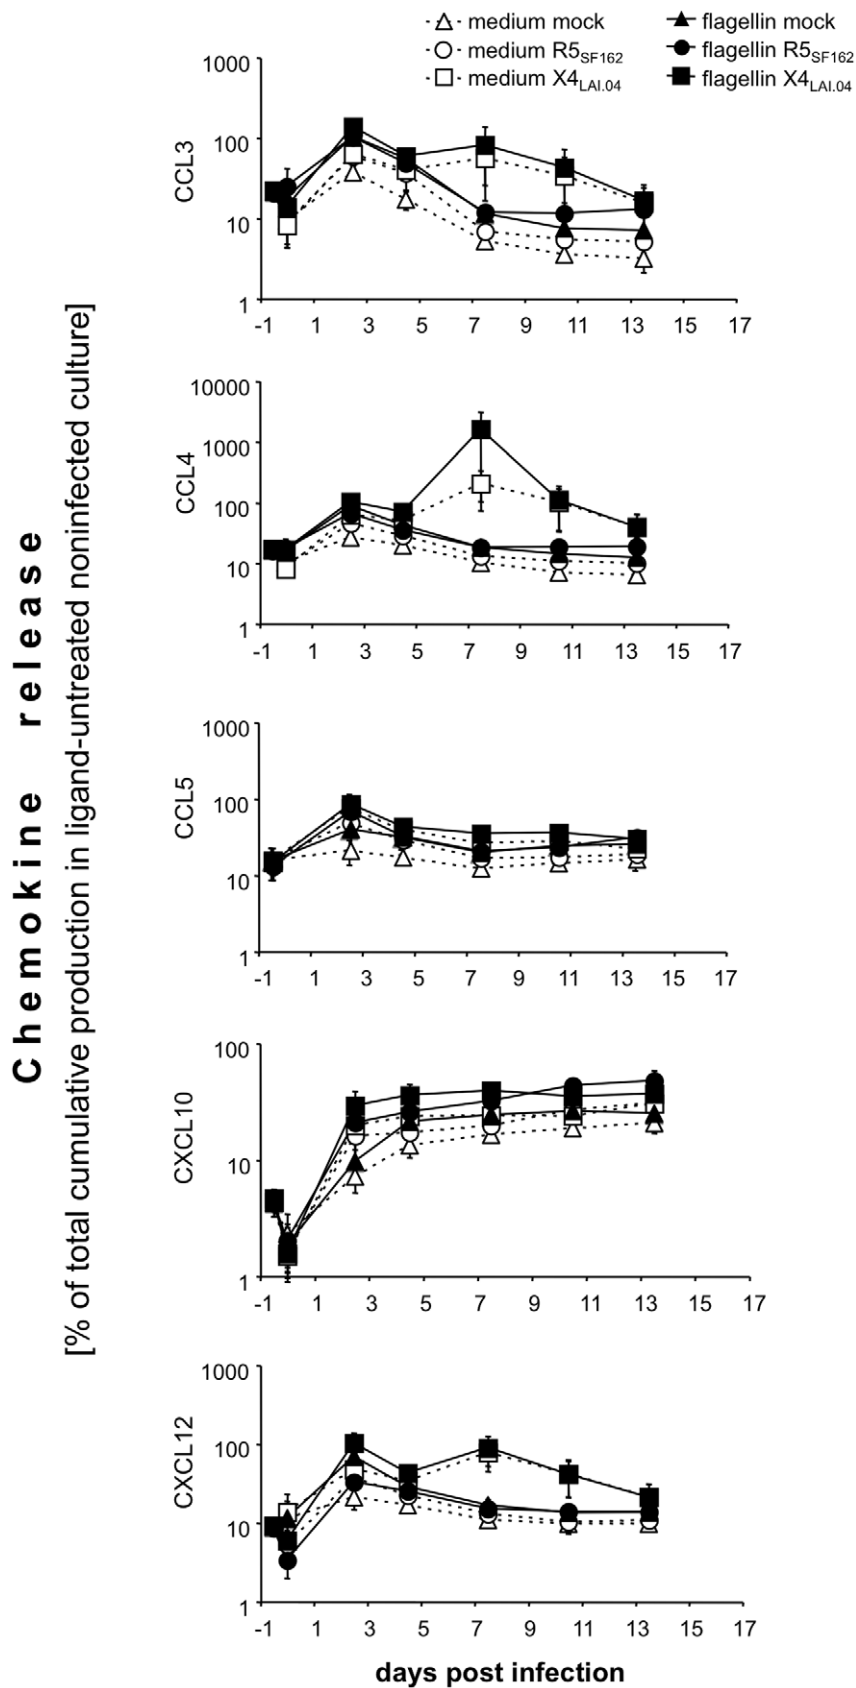 medium mock
flagellin mock
medium R5SF162
flagellin R5SF162
medium X4LAI.04
flagellin X4LAI.04
Chemokine release
[% of total cumulative production in ligand-untreated noninfected culture]
CCL3
1000
100
10
1
-1 1 3 5 7 9 11 13 15 17
CCL4
10000
1000
100
10
1
-1 1 3 5 7 9 11 13 15 17
CCL5
1000
100
10
1
-1 1 3 5 7 9 11 13 15 17
CXCL10
100
10
1
-1 1 3 5 7 9 11 13 15 17
CXCL12
1000
100
10
1
-1 1 3 5 7 9 11 13 15 17
days post infection